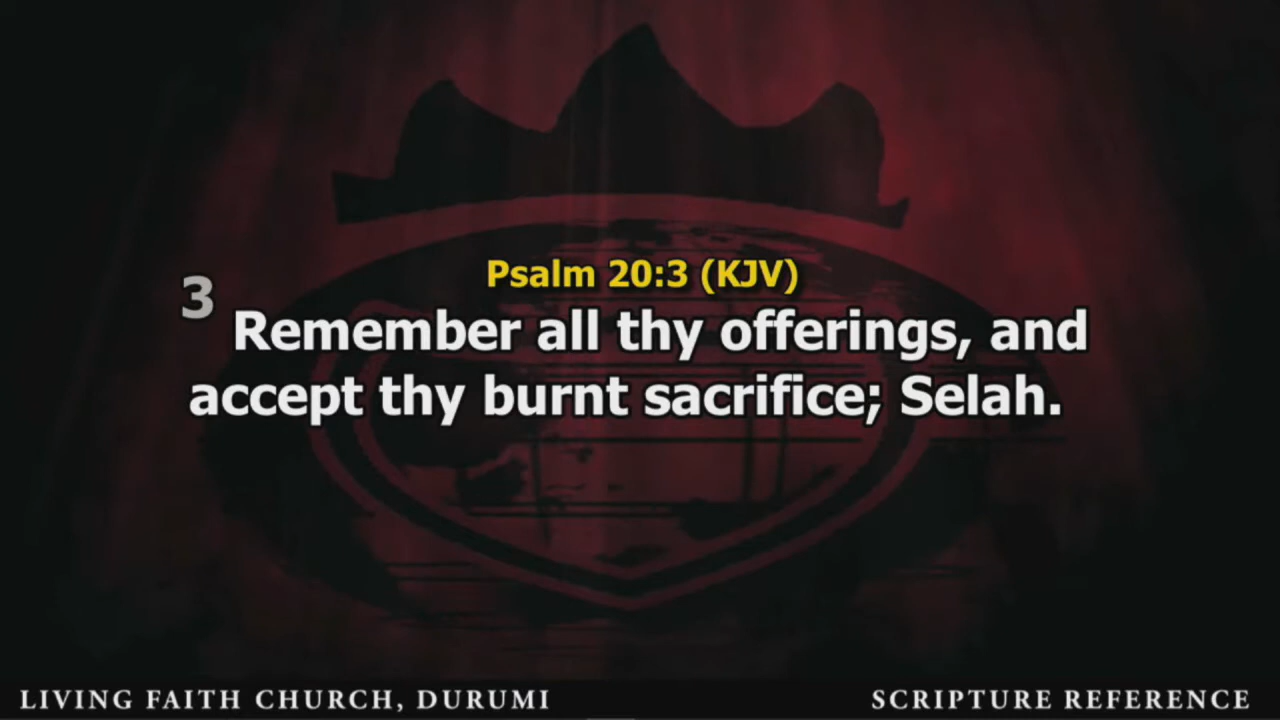 Psalm 20:3 (KJV)
3 Remember all thy offerings, and
accept thy burnt sacrifice; Selah.
LIVING FAITH CHURCH, DURUMI
SCRIPTURE REFERENCE